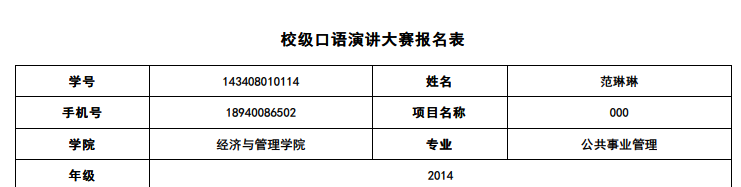 校级口语演讲大赛报名表
学号 143408010114 姓名 范琳琳
手机号 18940086502 项目名称 000
学院 经济与管理学院 专业 公共事业管理
年级 2014